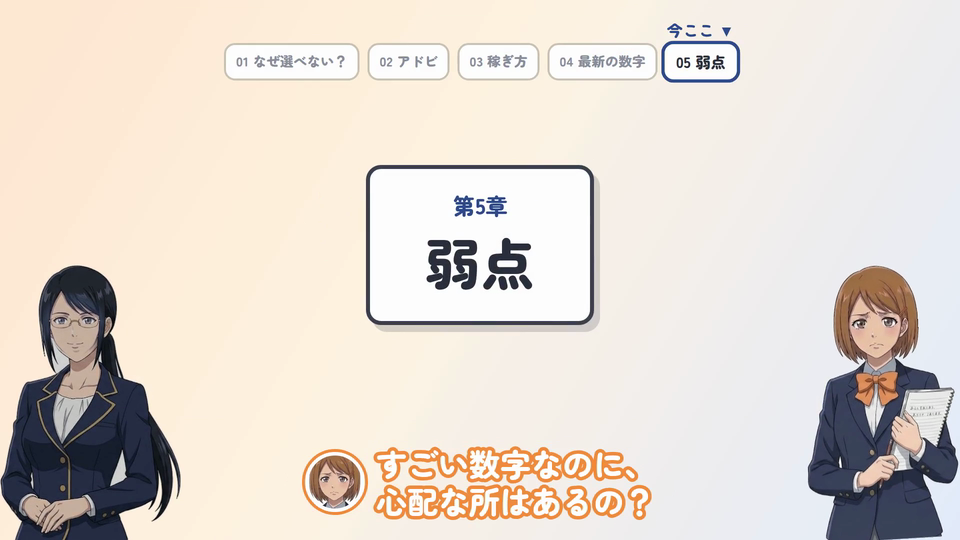 今ここ ▼
01 なぜ選べない？
02 アドビ
03 稼ぎ方
04 最新の数字
05 弱点
第5章
弱点
すごい数字なのに、
心配な所はあるの？